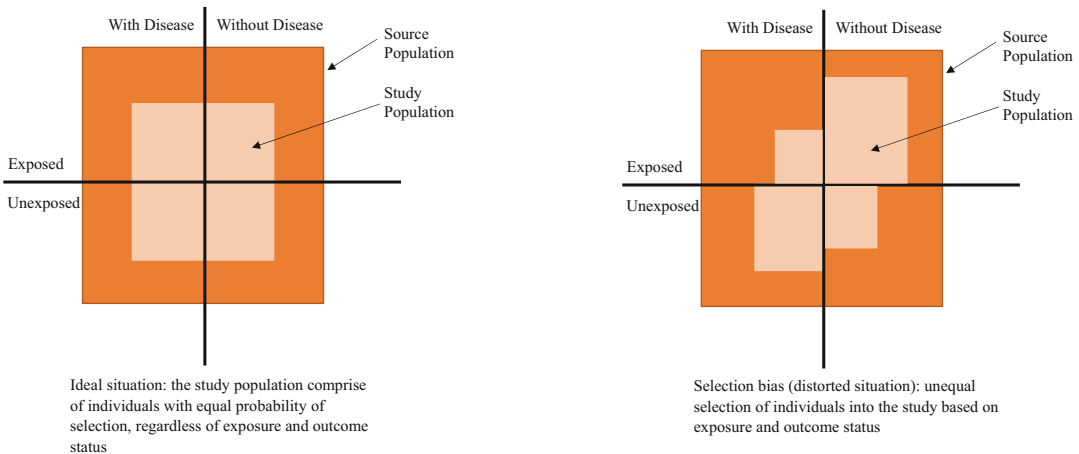 With Disease
Without Disease
Source
Population
Study
Population
Exposed
Unexposed
Ideal situation: the study population comprise
of individuals with equal probability of
selection, regardless of exposure and outcome
status
With Disease
Without Disease
Source
Population
Study
Population
Exposed
Unexposed
Selection bias (distorted situation): unequal
selection of individuals into the study based on
exposure and outcome status